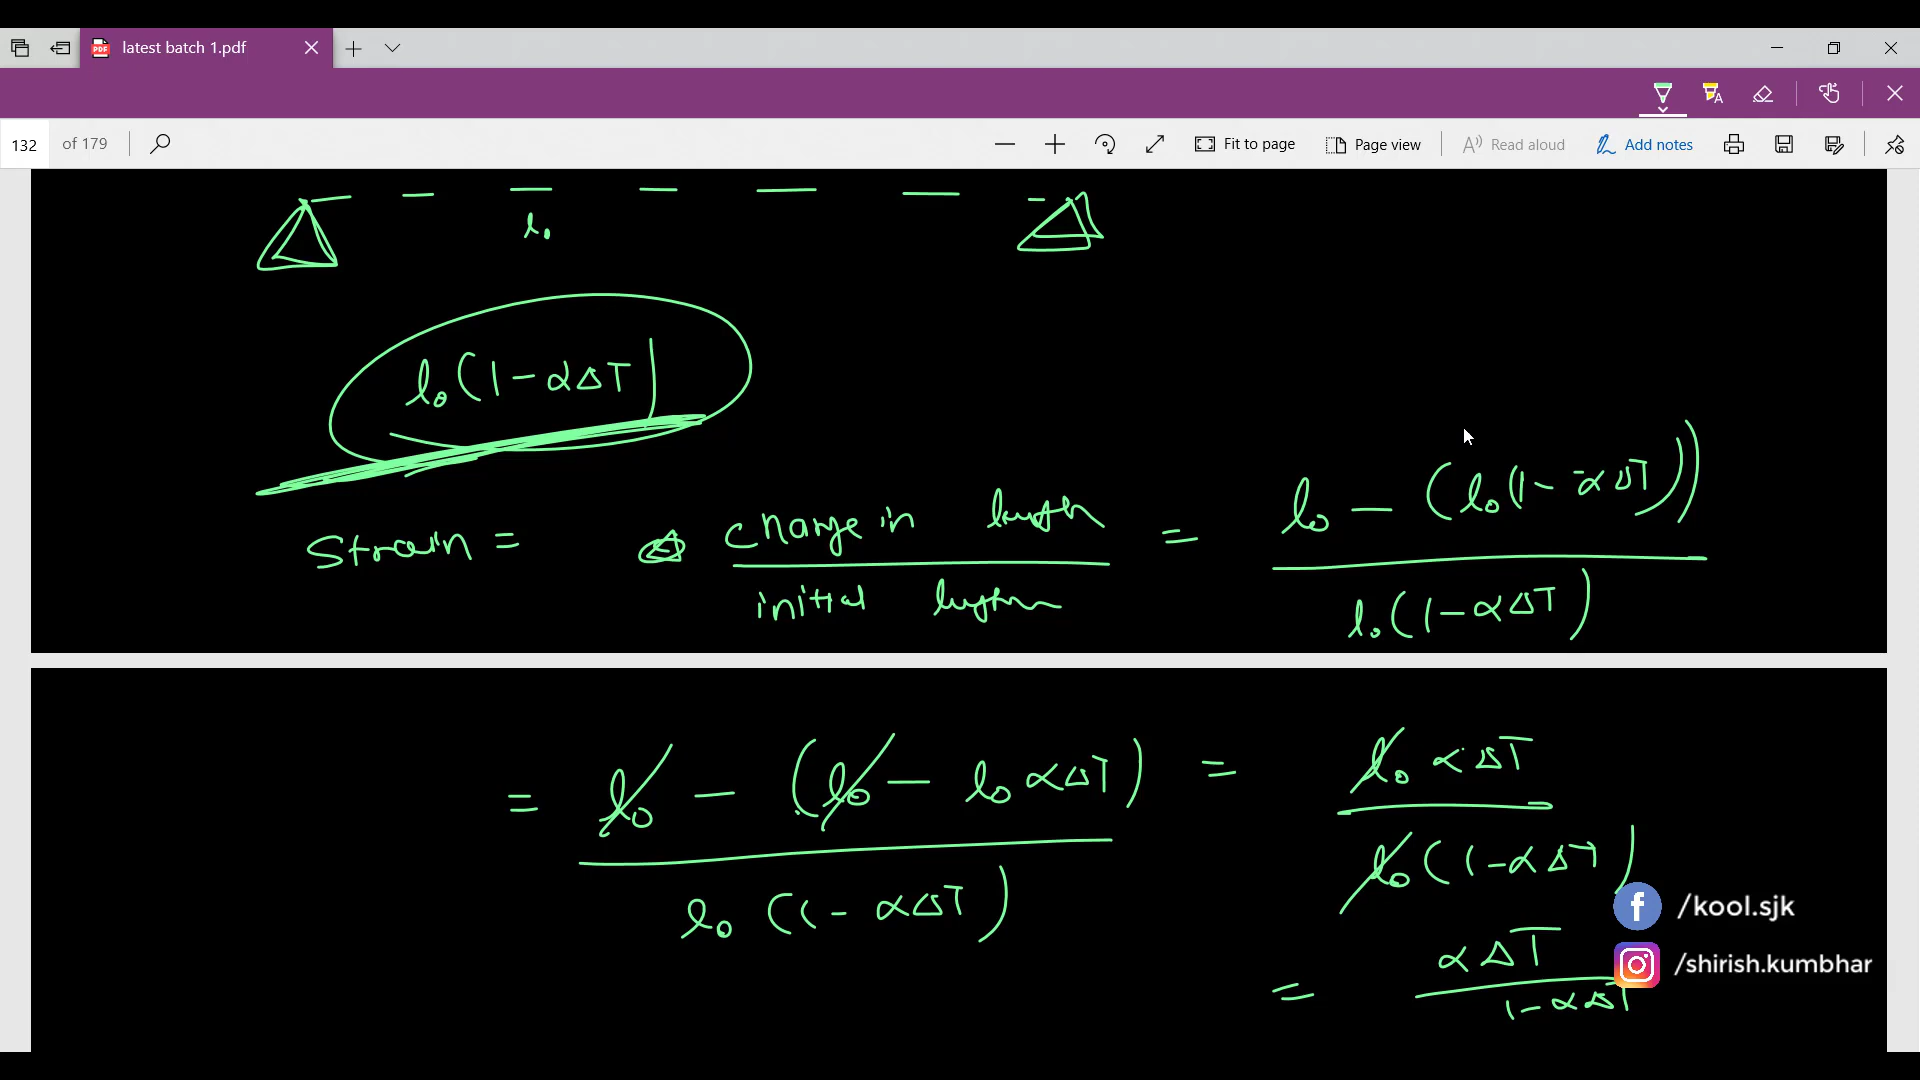 latest batch 1.pdf
132 of 179
Fit to page
Page view
Read aloud
Add notes
l₀
l₀(1-αΔT)
Strain = change in length / initial length = l₀ - (l₀(1-αΔT)) / l₀(1-αΔT)
= l₀ - (l₀ - l₀αΔT) / l₀(1-αΔT) = l₀αΔT / l₀(1-αΔT)
= αΔT / 1-αΔT
/kool.sjk
/shirish.kumbhar